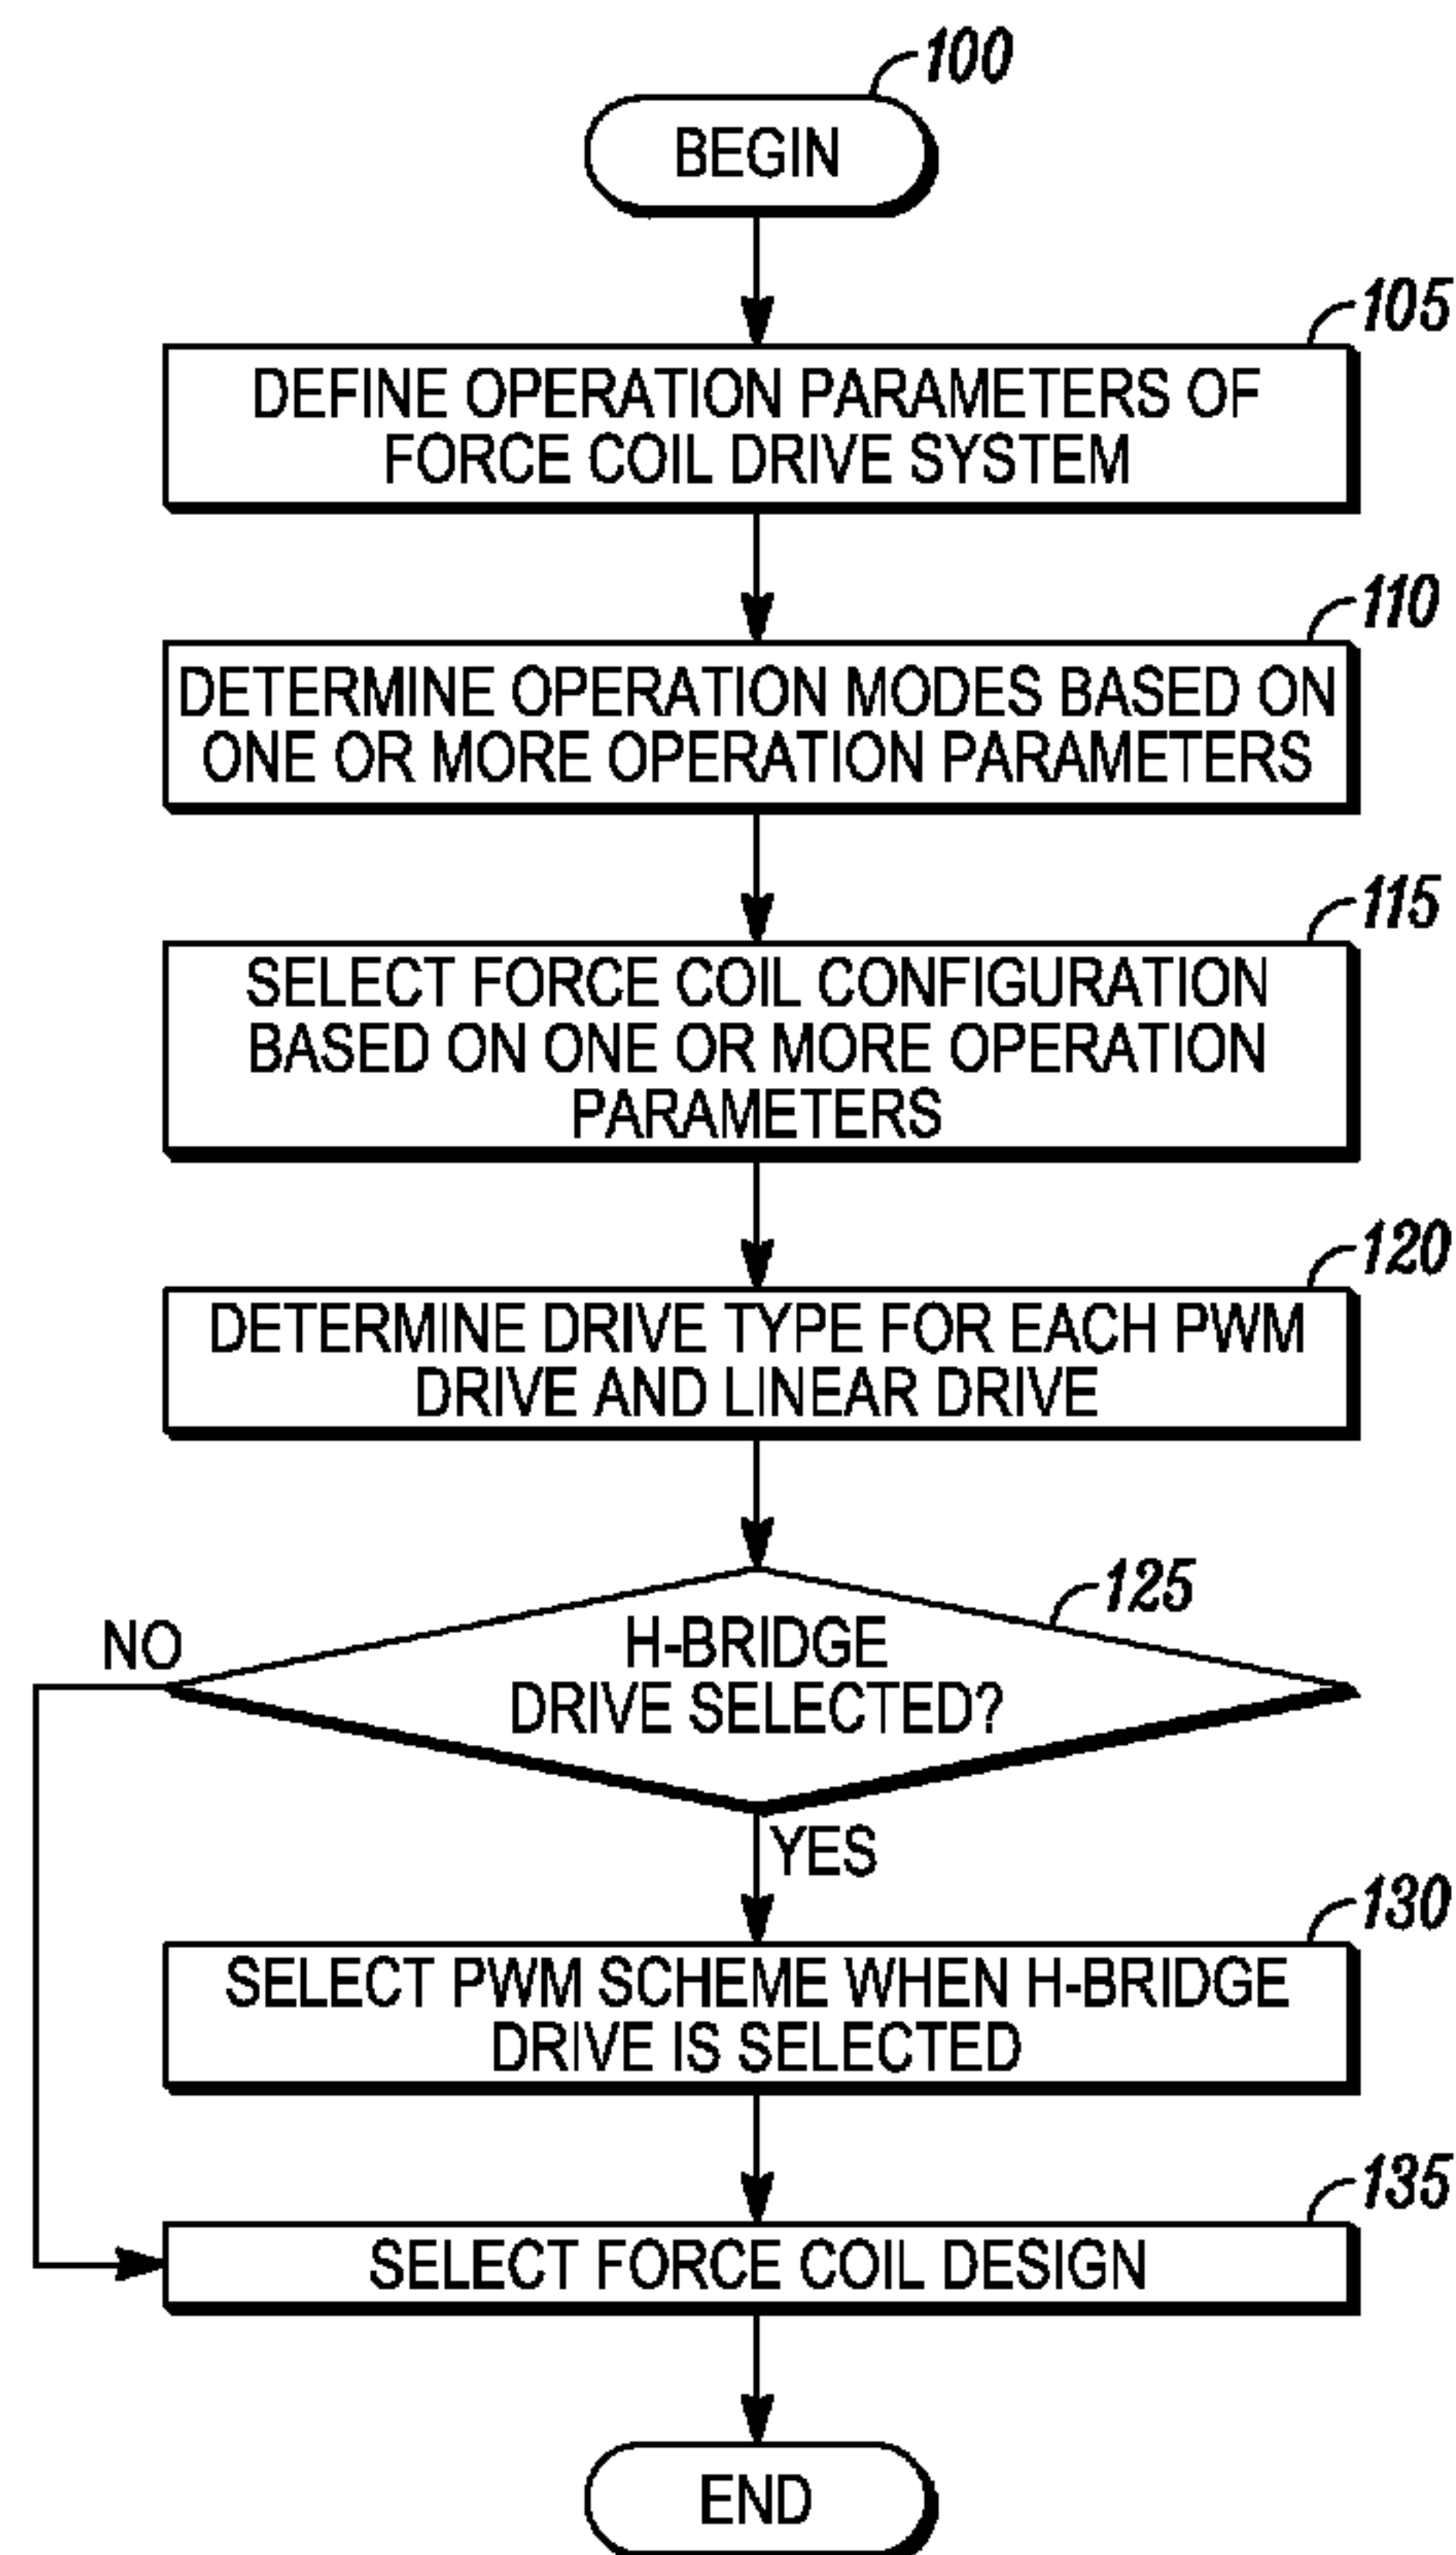 100
BEGIN
105
DEFINE OPERATION PARAMETERS OF
FORCE COIL DRIVE SYSTEM
110
DETERMINE OPERATION MODES BASED ON
ONE OR MORE OPERATION PARAMETERS
115
SELECT FORCE COIL CONFIGURATION
BASED ON ONE OR MORE OPERATION
PARAMETERS
120
DETERMINE DRIVE TYPE FOR EACH PWM
DRIVE AND LINEAR DRIVE
125
NO
H-BRIDGE
DRIVE SELECTED?
YES
130
SELECT PWM SCHEME WHEN H-BRIDGE
DRIVE IS SELECTED
135
SELECT FORCE COIL DESIGN
END